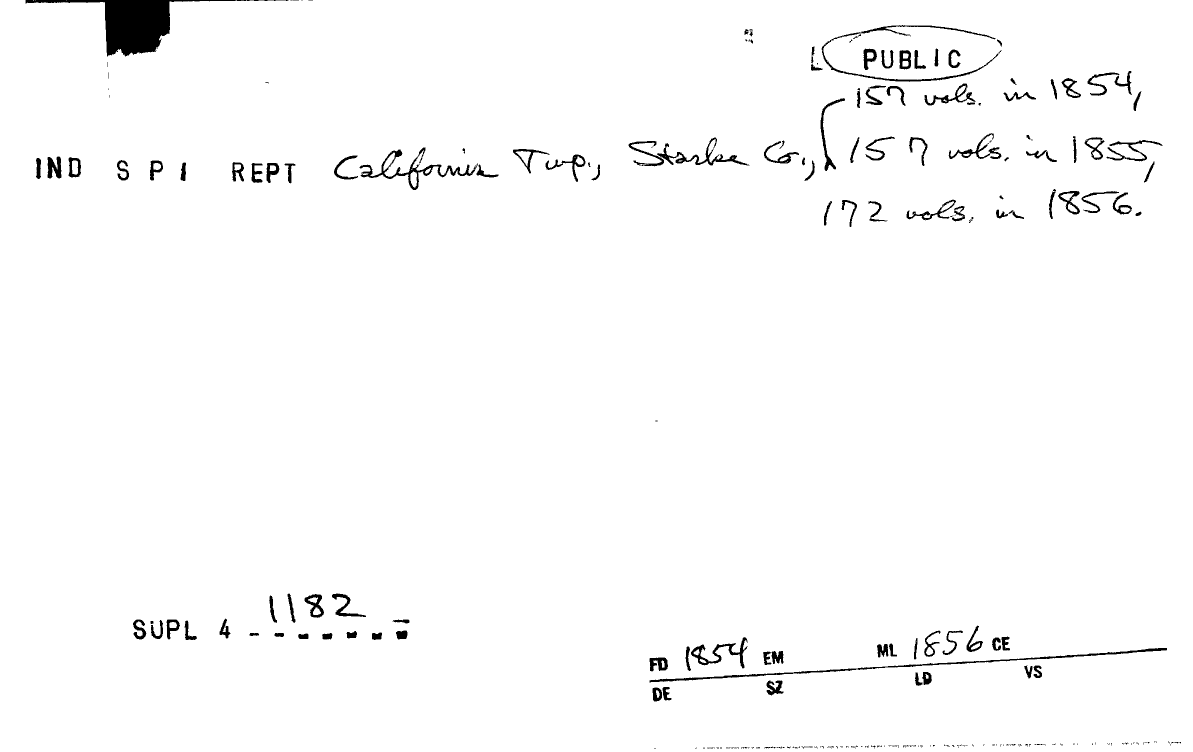 L PUBLIC
157 vols. in 1854,
IND S P I REPT California Twp., Starke Co., 157 vols. in 1855,
172 vols. in 1856.
SUPL 4 1182
FD 1854 EM ML 1856 CE
DE SZ LD VS